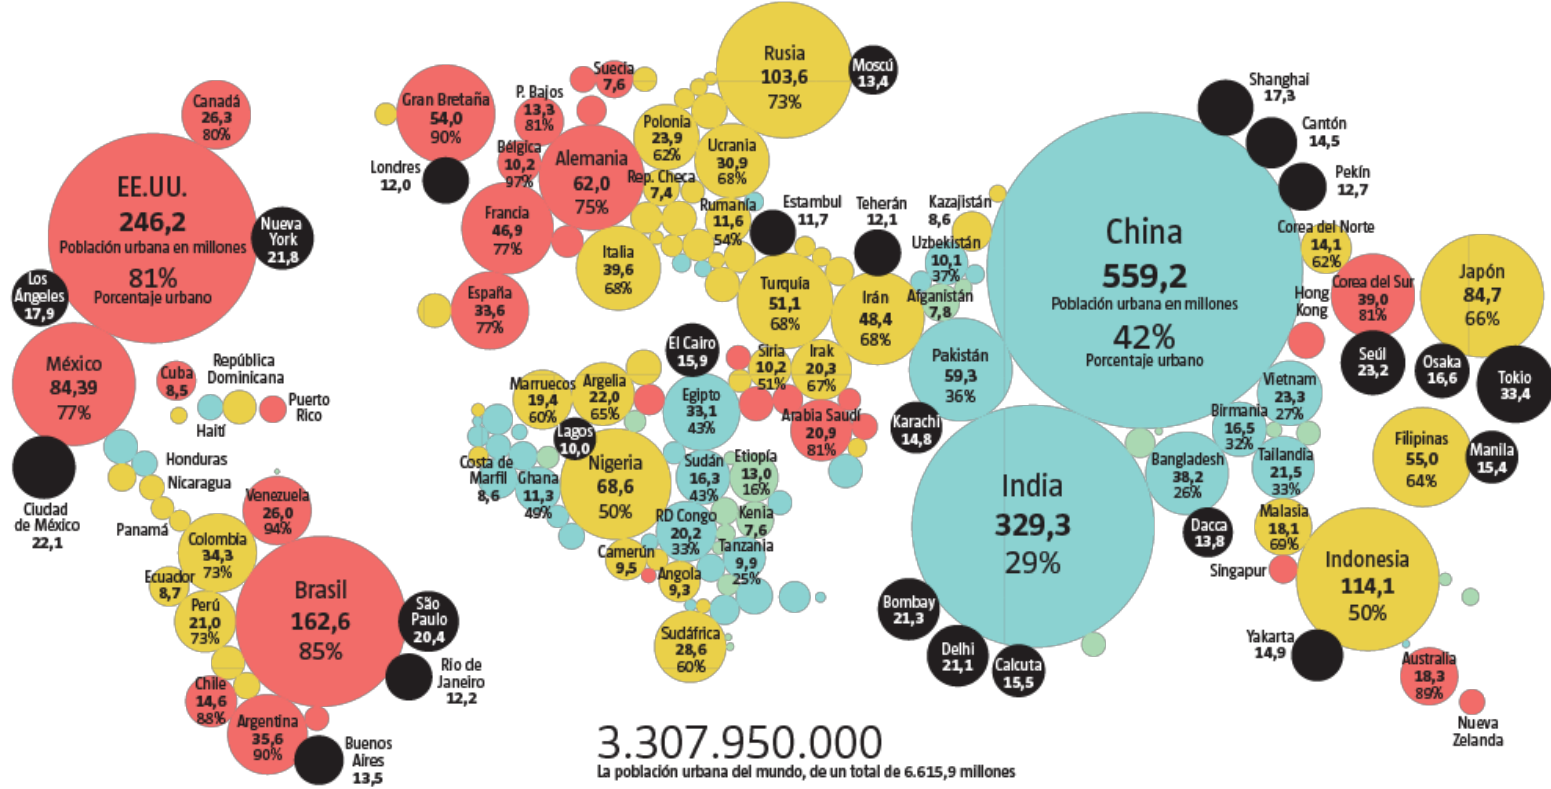 Canadá
26,3
80%
EE.UU.
246,2
Población urbana en millones
81%
Porcentaje urbano
Nueva
York
21,8
Los
Ángeles
17,9
México
84,39
77%
Ciudad
de México
22,1
Cuba
8,5
República
Dominicana
Haití
Puerto
Rico
Honduras
Nicaragua
Panamá
Venezuela
26,0
94%
Colombia
34,3
73%
Ecuador
8,7
Perú
21,0
73%
Brasil
162,6
85%
São
Paulo
20,4
Río de
Janeiro
12,2
Chile
14,6
88%
Argentina
35,6
90%
Buenos
Aires
13,5
Gran Bretaña
54,0
90%
Londres
12,0
P. Bajos
13,3
81%
Suecia
7,6
Bélgica
10,2
97%
Alemania
62,0
75%
Francia
46,9
77%
España
33,6
77%
Polonia
23,9
62%
Rep. Checa
7,4
Ucrania
30,9
68%
Rumanía
11,6
54%
Italia
39,6
68%
Rusia
103,6
73%
Moscú
13,4
Estambul
11,7
Turquía
51,1
68%
Teherán
12,1
Irán
48,4
68%
Kazajistán
8,6
Uzbekistán
10,1
37%
Afganistán
7,8
Siria
10,2
51%
Irak
20,3
67%
Arabia Saudí
20,9
81%
El Cairo
15,9
Egipto
33,1
43%
Marruecos
19,4
60%
Argelia
22,0
65%
Lagos
10,0
Nigeria
68,6
50%
Costa de
Marfil
8,6
Ghana
11,3
49%
Sudán
16,3
43%
Etiopía
13,0
16%
RD Congo
20,2
33%
Kenia
7,6
Tanzania
9,9
25%
Camerún
9,5
Angola
9,3
Sudáfrica
28,6
60%
Pakistán
59,3
36%
Karachi
14,8
China
559,2
Población urbana en millones
42%
Porcentaje urbano
Shanghai
17,3
Cantón
14,5
Pekín
12,7
Corea del Norte
14,1
62%
Corea del Sur
39,0
81%
Hong
Kong
Seúl
23,2
Japón
84,7
66%
Osaka
16,6
Tokio
33,4
India
329,3
29%
Bombay
21,3
Delhi
21,1
Calcuta
15,5
Bangladesh
38,2
26%
Dacca
13,8
Birmania
16,5
32%
Vietnam
23,3
27%
Tailandia
21,5
33%
Malasia
18,1
69%
Singapur
Filipinas
55,0
64%
Manila
15,4
Indonesia
114,1
50%
Yakarta
14,9
Australia
18,3
89%
Nueva
Zelanda
3.307.950.000
La población urbana del mundo, de un total de 6.615,9 millones